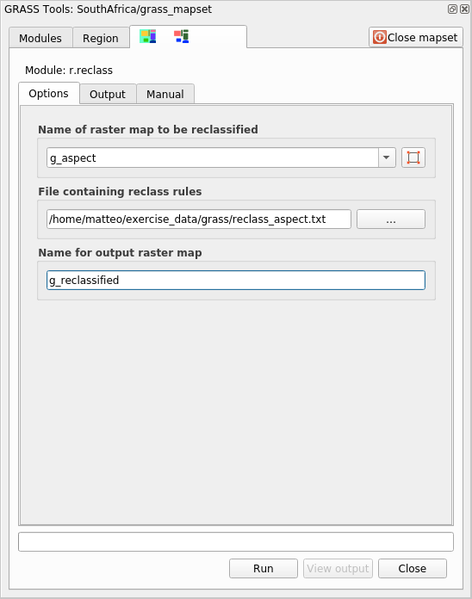 GRASS Tools: SouthAfrica/grass_mapset
Modules Region Close mapset
Module: r.reclass
Options Output Manual
Name of raster map to be reclassified
g_aspect
File containing reclass rules
/home/matteo/exercise_data/grass/reclass_aspect.txt ...
Name for output raster map
g_reclassified
Run View output Close